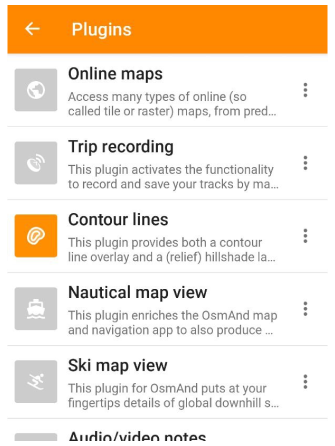 Plugins
Online maps
Access many types of online (so
called tile or raster) maps, from pred...
Trip recording
This plugin activates the functionality
to record and save your tracks by ma...
Contour lines
This plugin provides both a contour
line overlay and a (relief) hillshade la...
Nautical map view
This plugin enriches the OsmAnd map
and navigation app to also produce ...
Ski map view
This plugin for OsmAnd puts at your
fingertips details of global downhill s...
Audio/video notes